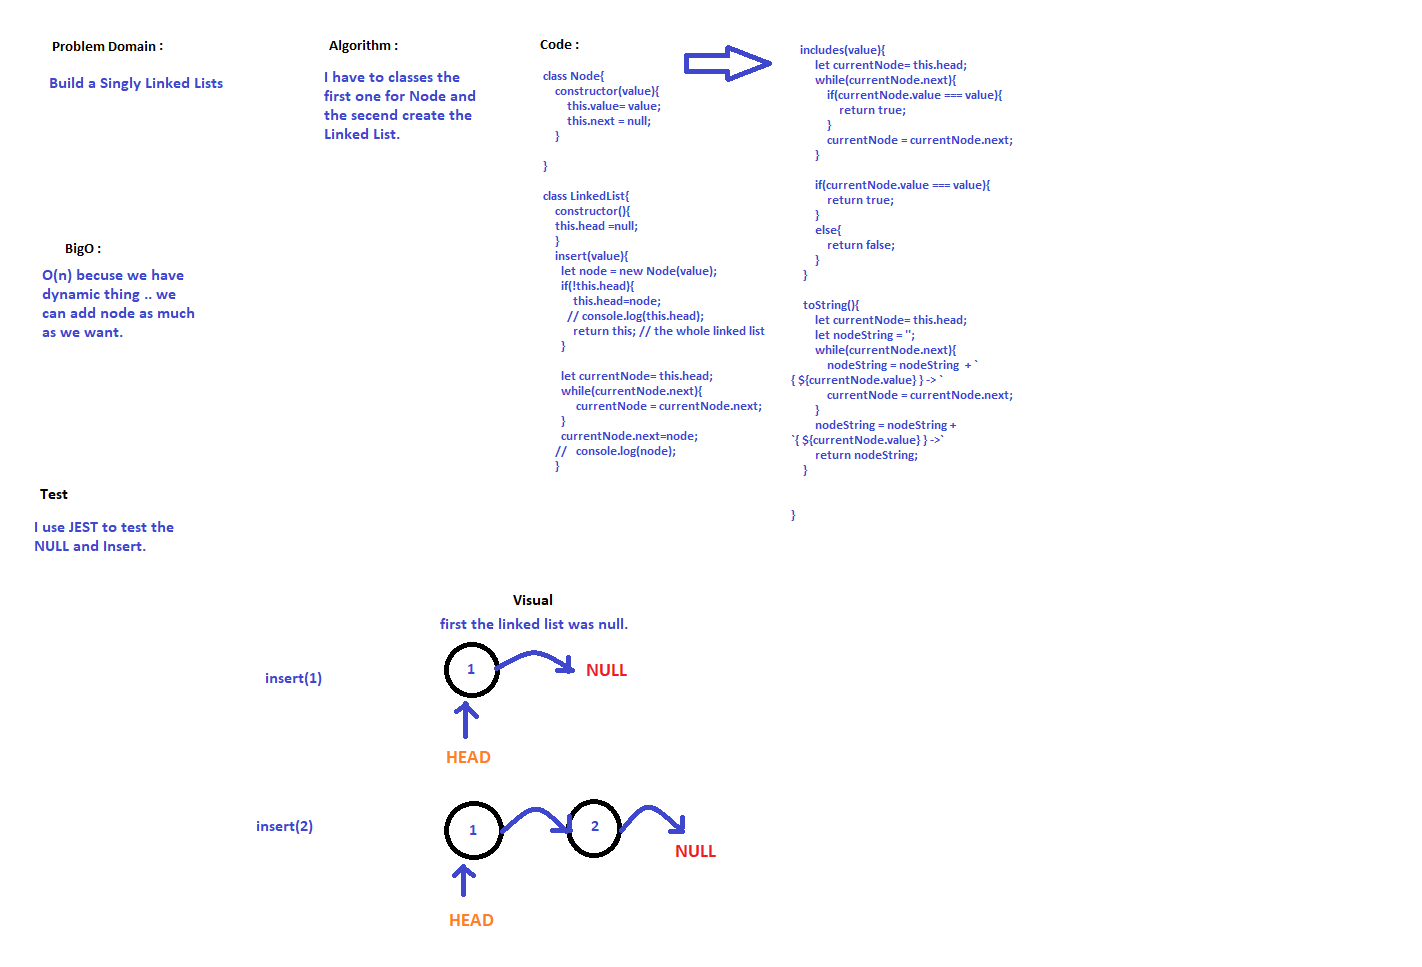 Problem Domain :
Build a Singly Linked Lists
BigO :
O(n) becuse we have
dynamic thing .. we
can add node as much
as we want.
Test
I use JEST to test the
NULL and Insert.
Algorithm :
I have to classes the
first one for Node and
the secend create the
Linked List.
Code :
class Node{
constructor(value){
this.value= value;
this.next = null;
}
}
class LinkedList{
constructor(){
this.head =null;
}
insert(value){
let node = new Node(value);
if(!this.head){
this.head=node;
// console.log(this.head);
return this; // the whole linked list
}
let currentNode= this.head;
while(currentNode.next){
currentNode = currentNode.next;
}
currentNode.next=node;
//   console.log(node);
}
includes(value){
let currentNode= this.head;
while(currentNode.next){
if(currentNode.value === value){
return true;
}
currentNode = currentNode.next;
}
if(currentNode.value === value){
return true;
}
else{
return false;
}
}
toString(){
let currentNode= this.head;
let nodeString = '';
while(currentNode.next){
nodeString = nodeString  + `
{ ${currentNode.value} } -> `
currentNode = currentNode.next;
}
nodeString = nodeString +
`{ ${currentNode.value} } ->`
return nodeString;
}
}
Visual
first the linked list was null.
insert(1)
1
NULL
HEAD
insert(2)
1
2
NULL
HEAD